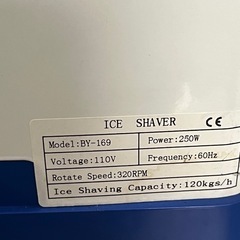 ICE SHAVER CE
Model:BY-169 Power:250W
Voltage:110V Frequency:60Hz
Rotate Speed:320RPM
Ice Shaving Capacity:120kgs/h